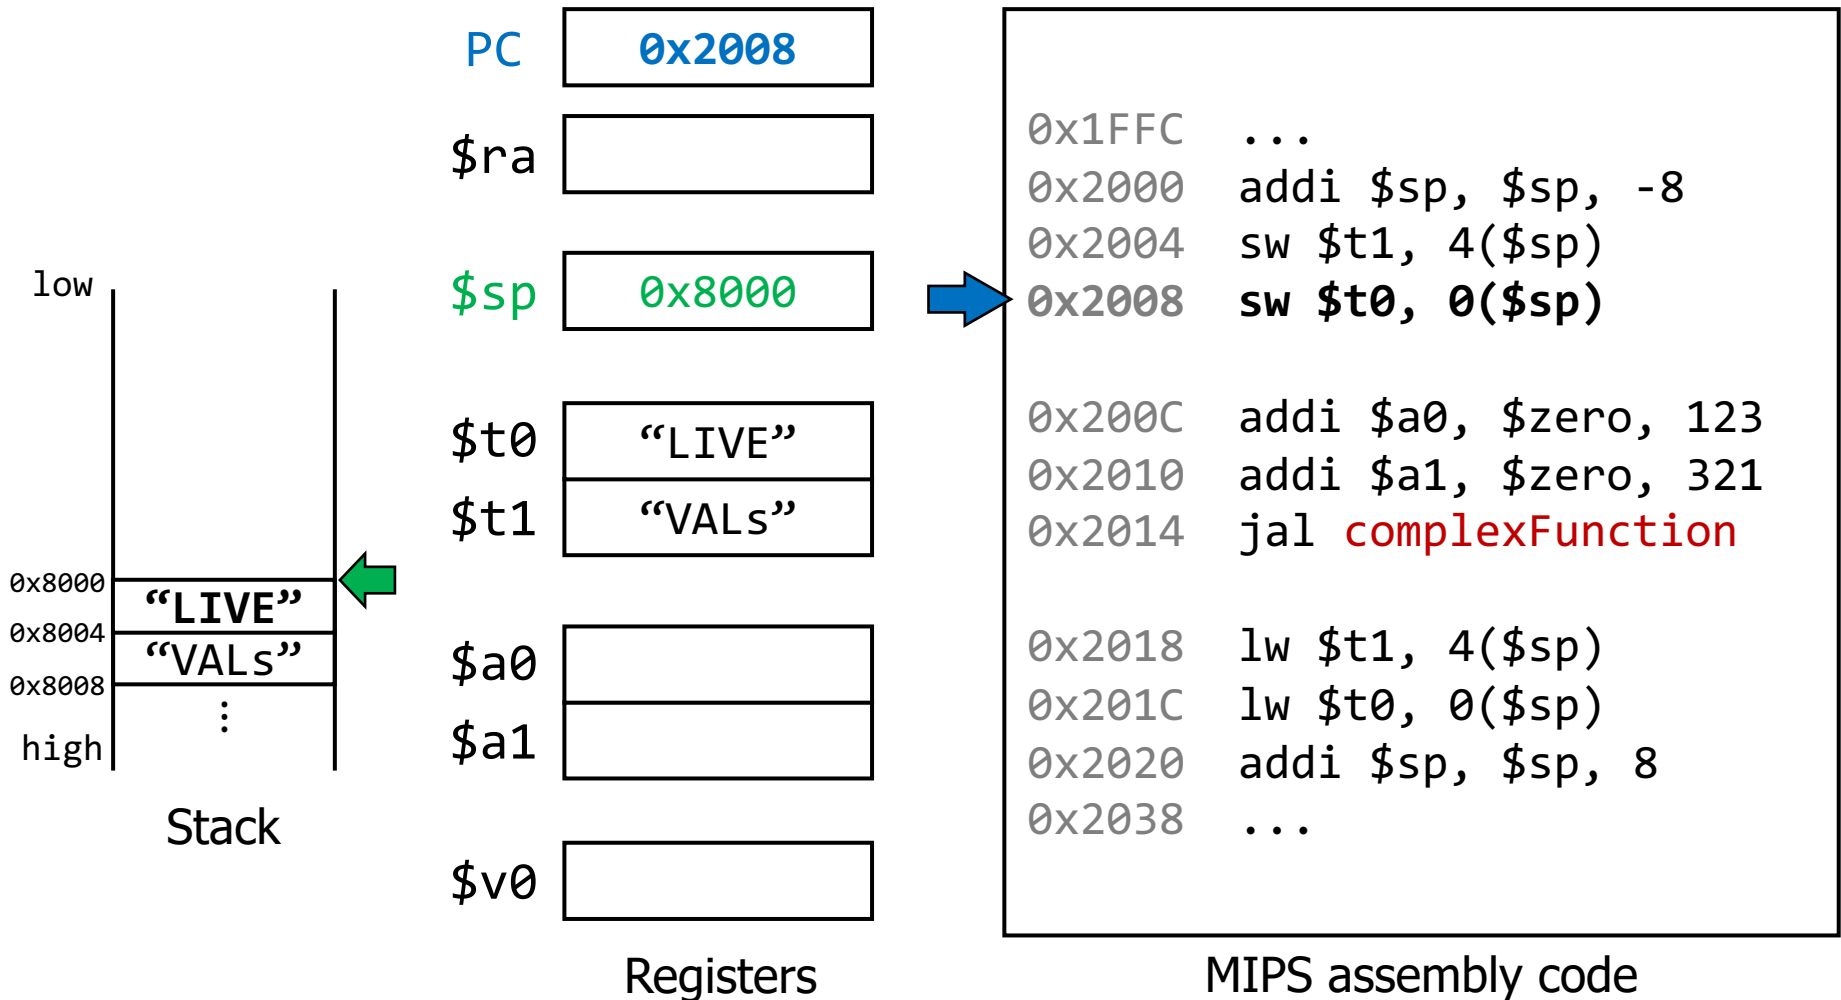 low
0x8000
“LIVE”
0x8004
“VALs”
0x8008
⋮
high
Stack
PC 0x2008
$ra
$sp 0x8000
$t0 “LIVE”
$t1 “VALs”
$a0
$a1
$v0
Registers
0x1FFC ...
0x2000 addi $sp, $sp, -8
0x2004 sw $t1, 4($sp)
0x2008 sw $t0, 0($sp)
0x200C addi $a0, $zero, 123
0x2010 addi $a1, $zero, 321
0x2014 jal complexFunction
0x2018 lw $t1, 4($sp)
0x201C lw $t0, 0($sp)
0x2020 addi $sp, $sp, 8
0x2038 ...
MIPS assembly code